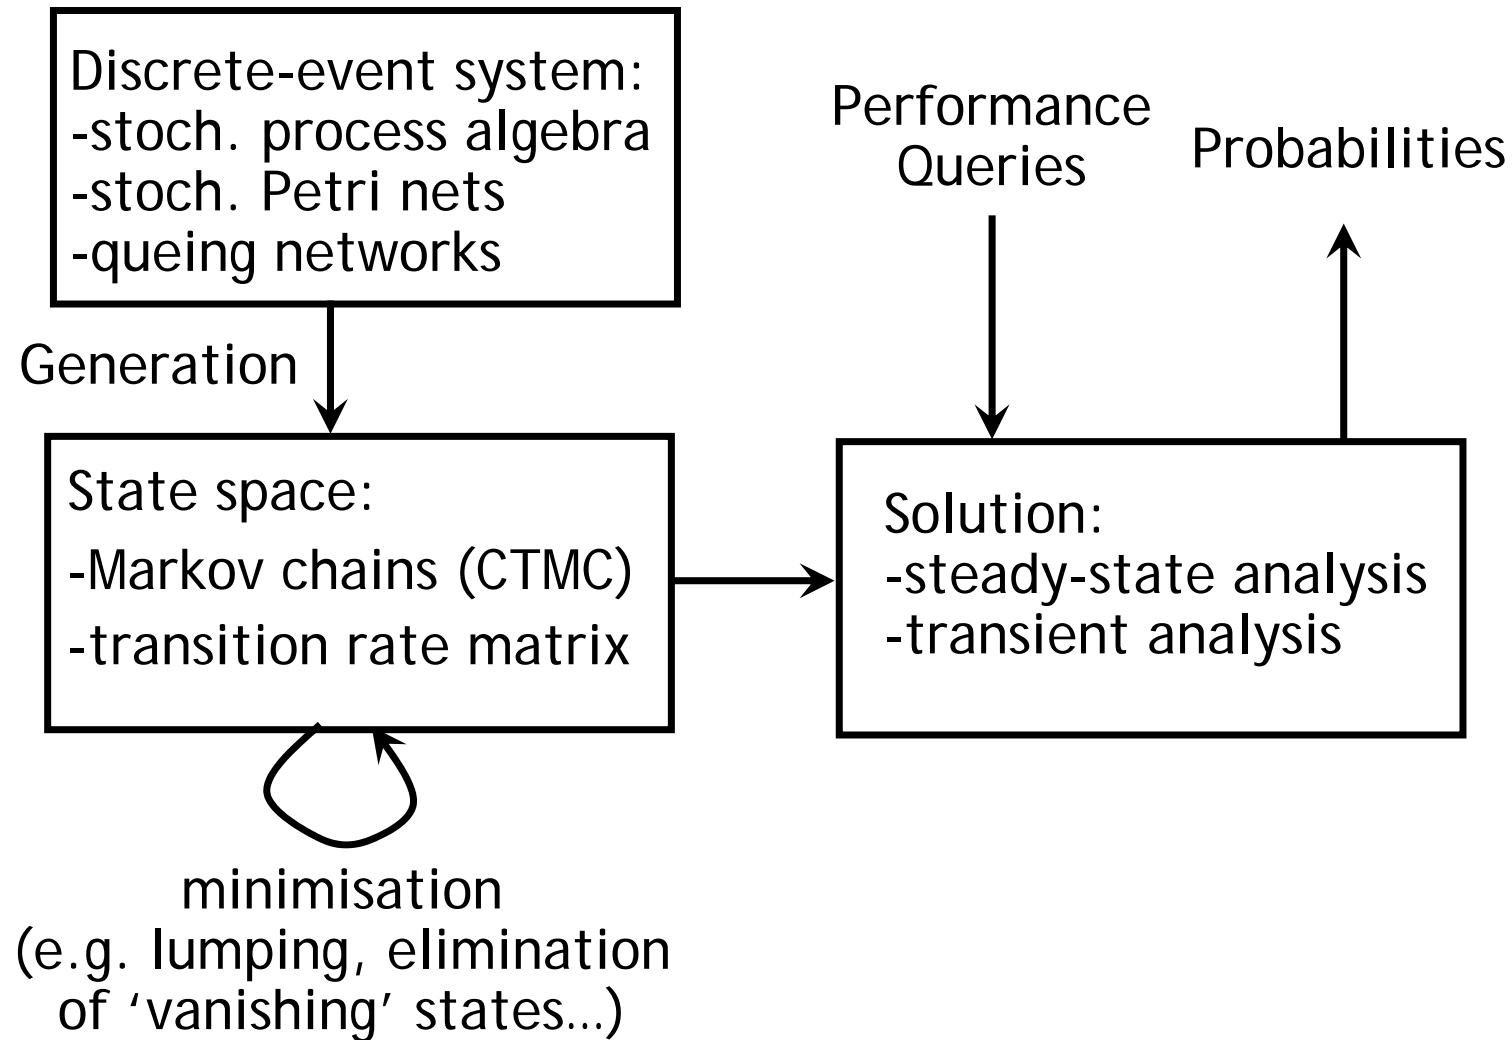 Discrete-event system:
-stoch. process algebra
-stoch. Petri nets
-queing networks
Performance
Queries
Probabilities
Generation
State space:
-Markov chains (CTMC)
-transition rate matrix
Solution:
-steady-state analysis
-transient analysis
minimisation
(e.g. lumping, elimination
of ‘vanishing’ states...)